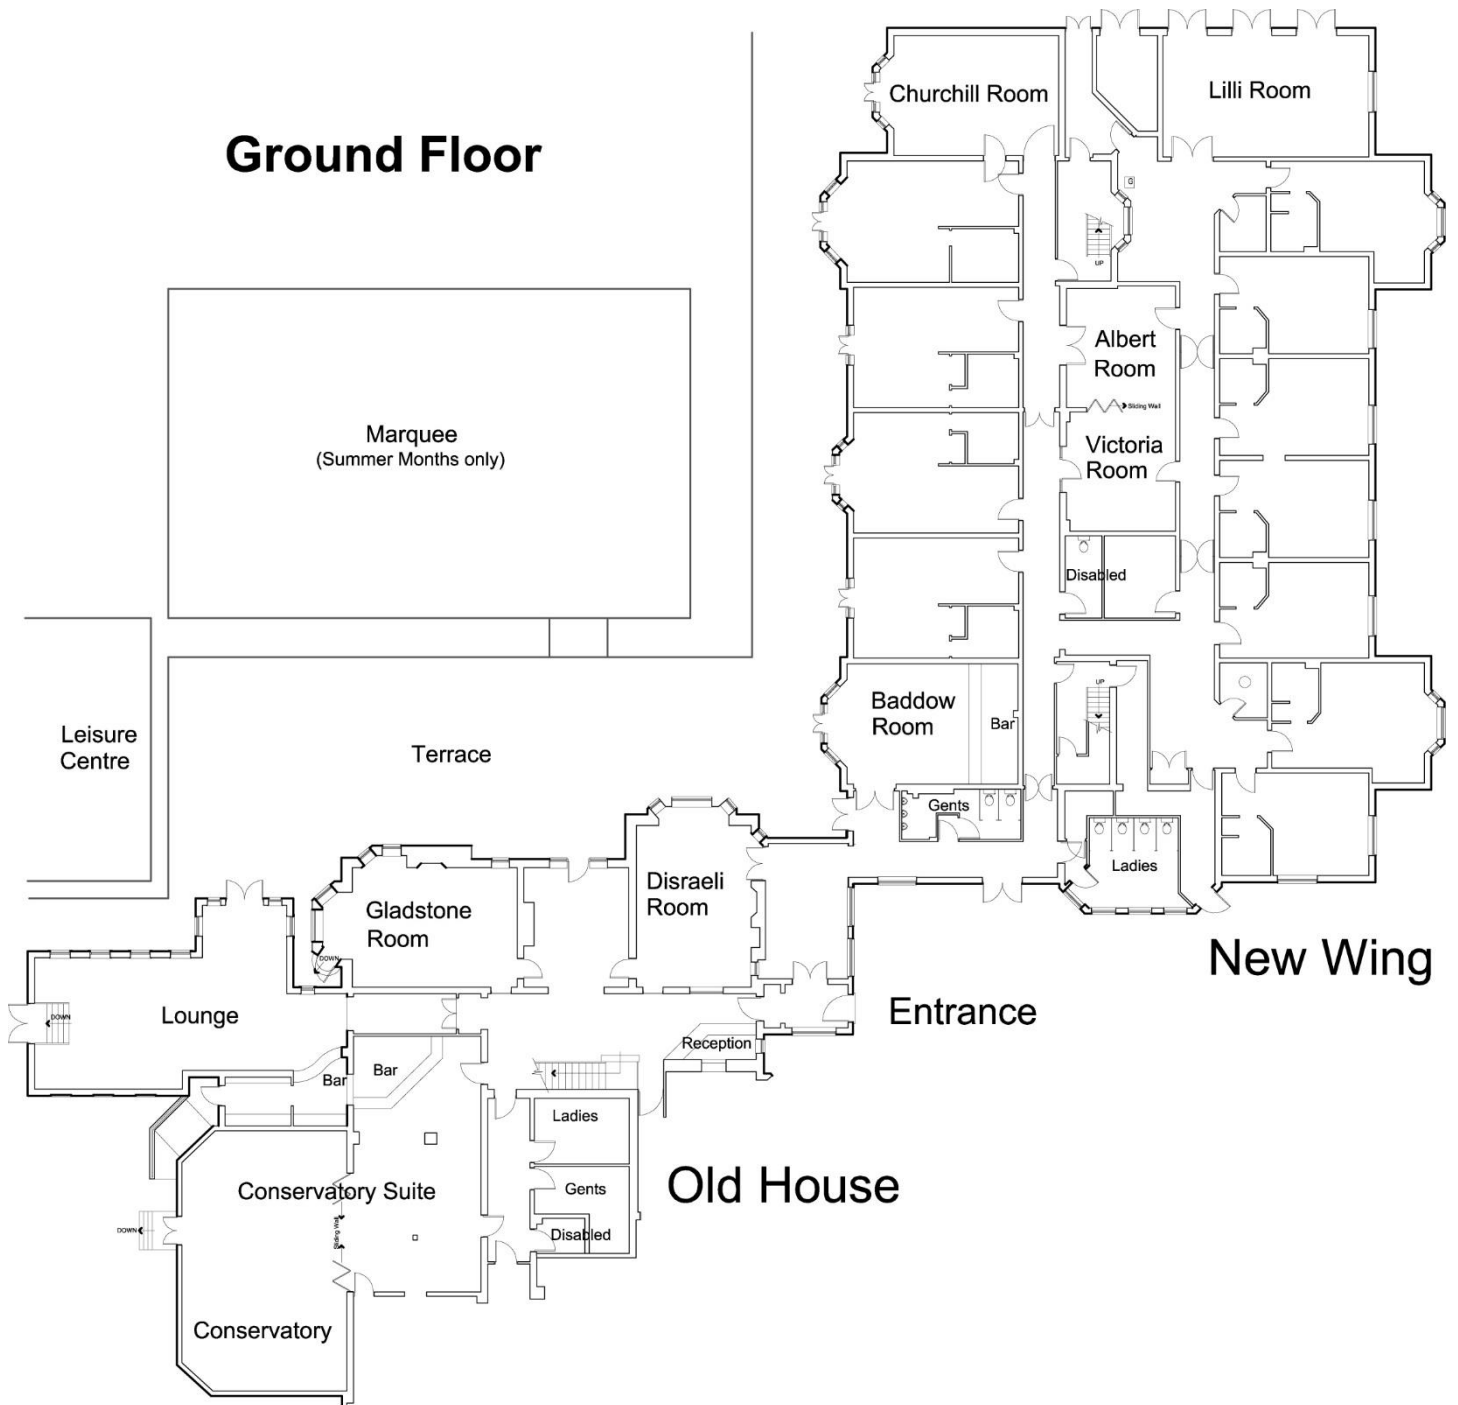 Churchill Room
Lilli Room
Ground Floor
UP
Albert
Room
Sliding Wall
Marquee
(Summer Months only)
Victoria
Room
Disabled
UP
Baddow
Room
Bar
Leisure
Centre
Terrace
Gents
Ladies
Disraeli
Room
Gladstone
Room
DOWN
New Wing
Entrance
Lounge
DOWN
Reception
Bar
Bar
Ladies
Old House
Conservatory Suite
Gents
DOWN
Sliding Wall
Disabled
Conservatory